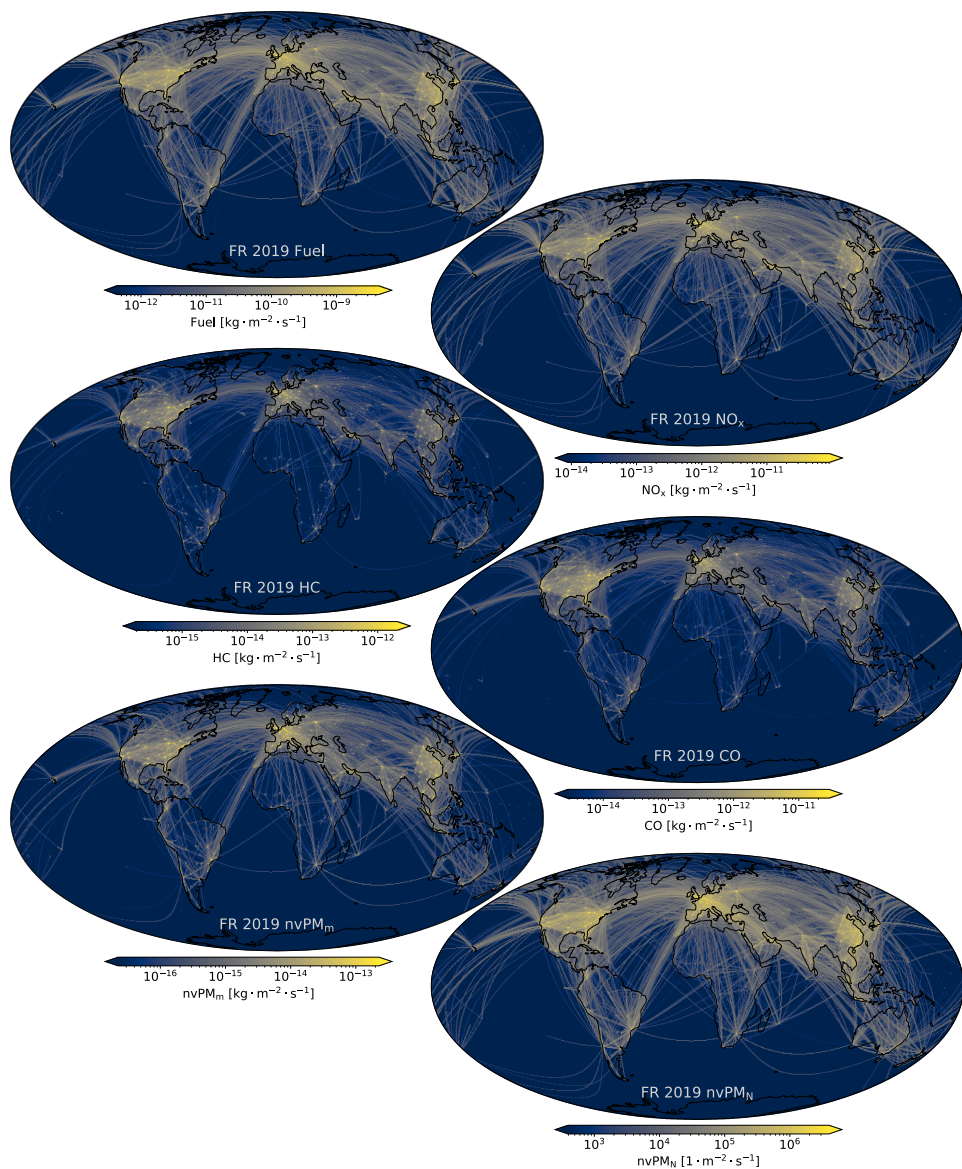 FR 2019 Fuel
10⁻¹² 10⁻¹¹ 10⁻¹⁰ 10⁻⁹
Fuel [kg · m⁻² · s⁻¹]
FR 2019 NOₓ
10⁻¹⁴ 10⁻¹³ 10⁻¹² 10⁻¹¹
NOₓ [kg · m⁻² · s⁻¹]
FR 2019 HC
10⁻¹⁵ 10⁻¹⁴ 10⁻¹³ 10⁻¹²
HC [kg · m⁻² · s⁻¹]
FR 2019 CO
10⁻¹⁴ 10⁻¹³ 10⁻¹² 10⁻¹¹
CO [kg · m⁻² · s⁻¹]
FR 2019 nvPMₘ
10⁻¹⁶ 10⁻¹⁵ 10⁻¹⁴ 10⁻¹³
nvPMₘ [kg · m⁻² · s⁻¹]
FR 2019 nvPM_N
10³ 10⁴ 10⁵ 10⁶
nvPM_N [1 · m⁻² · s⁻¹]